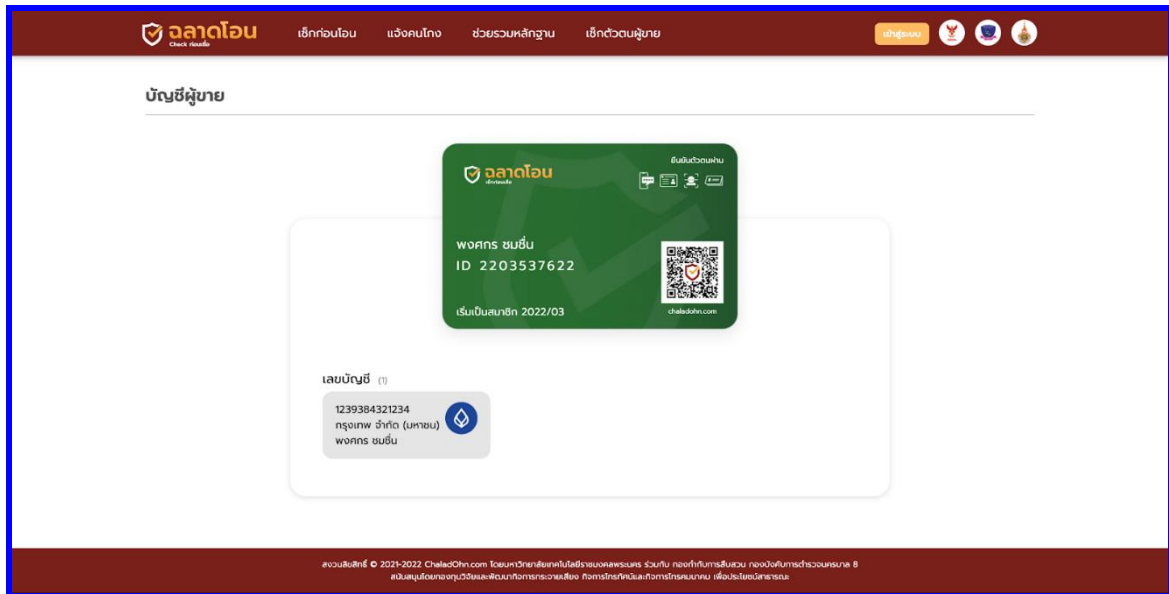 ฉลาดโอน
Check ก่อนเชื่อ
เช็กก่อนโอน
แจ้งคนโกง
ช่วยรวมหลักฐาน
เช็กตัวตนผู้ขาย
เข้าสู่ระบบ
บัญชีผู้ขาย
ฉลาดโอน
เช็กก่อนเชื่อ
ยืนยันตัวตนผ่าน
พงศกร ชมชื่น
ID 2203537622
เริ่มเป็นสมาชิก 2022/03
chaladohn.com
เลขบัญชี (1)
1239384321234
กรุงเทพ จำกัด (มหาชน)
พงศกร ชมชื่น
สงวนลิขสิทธิ์ © 2021-2022 ChaladOhn.com โดยมหาวิทยาลัยเทคโนโลยีราชมงคลพระนคร ร่วมกับ กองกำกับการสืบสวน กองบังคับการตำรวจนครบาล 8
สนับสนุนโดยกองทุนวิจัยและพัฒนากิจการกระจายเสียง กิจการโทรทัศน์และกิจการโทรคมนาคม เพื่อประโยชน์สาธารณะ